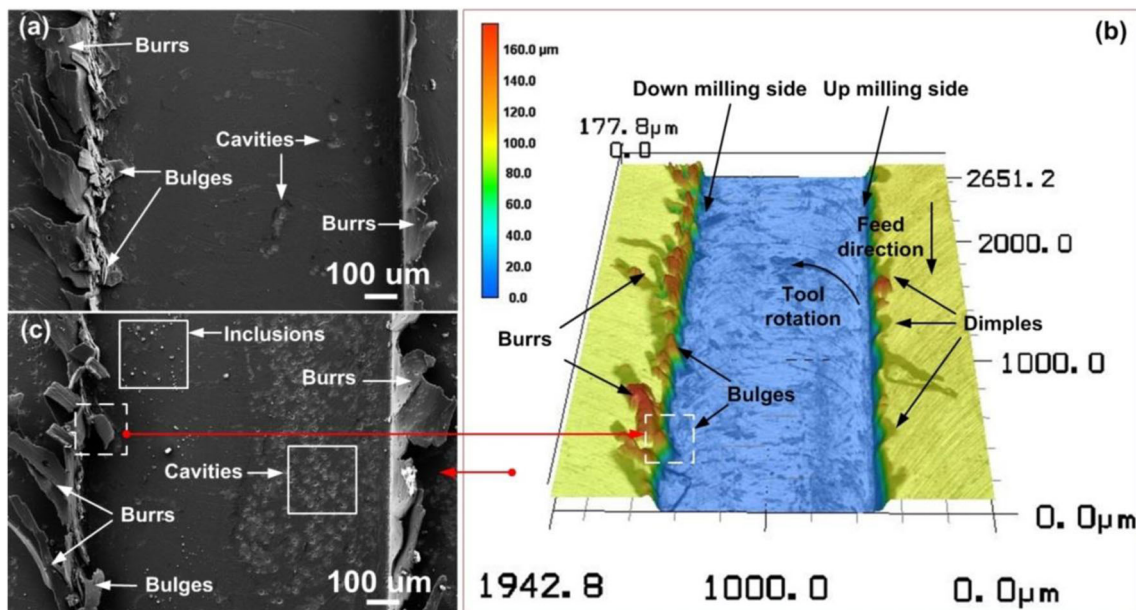 (a)
Burrs
Cavities
Bulges
Burrs
100 um
(c)
Inclusions
Burrs
Cavities
Burrs
Bulges
100 um
(b)
160.0 µm
140.0
120.0
100.0
80.0
60.0
40.0
20.0
0.0
Down milling side
Up milling side
177.8µm
0.0
2651.2
Feed
direction
2000.0
Tool
rotation
Burrs
Dimples
1000.0
Bulges
0.0µm
1942.8
1000.0
0.0µm